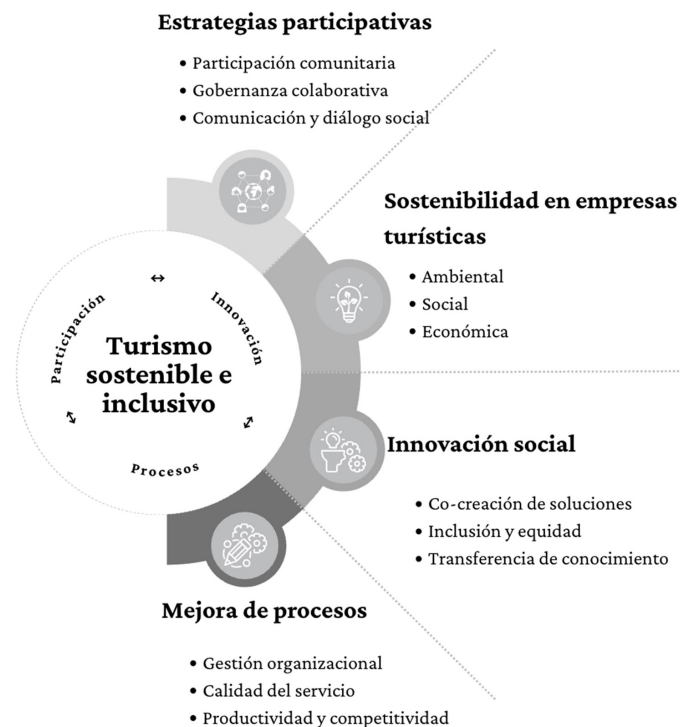 Estrategias participativas
• Participación comunitaria
• Gobernanza colaborativa
• Comunicación y diálogo social
Sostenibilidad en empresas
turísticas
• Ambiental
• Social
• Económica
Participación
Innovación
Turismo
sostenible e
inclusivo
Procesos
Innovación social
• Co-creación de soluciones
• Inclusión y equidad
• Transferencia de conocimiento
Mejora de procesos
• Gestión organizacional
• Calidad del servicio
• Productividad y competitividad